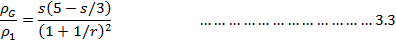 ρ_G/ρ_1 = s(5 − s/3)/(1 + 1/r)² ……………………………… 3.3